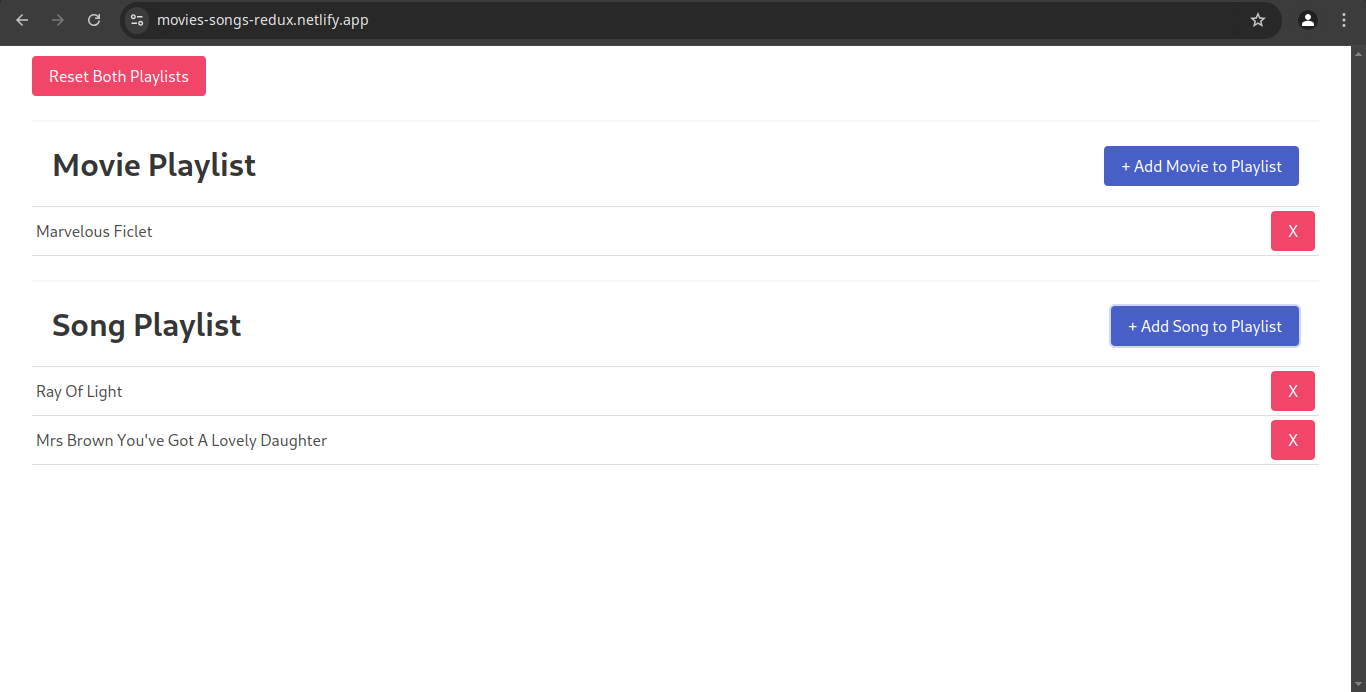 movies-songs-redux.netlify.app
Reset Both Playlists
Movie Playlist
+ Add Movie to Playlist
Marvelous Ficlet
X
Song Playlist
+ Add Song to Playlist
Ray Of Light
X
Mrs Brown You've Got A Lovely Daughter
X